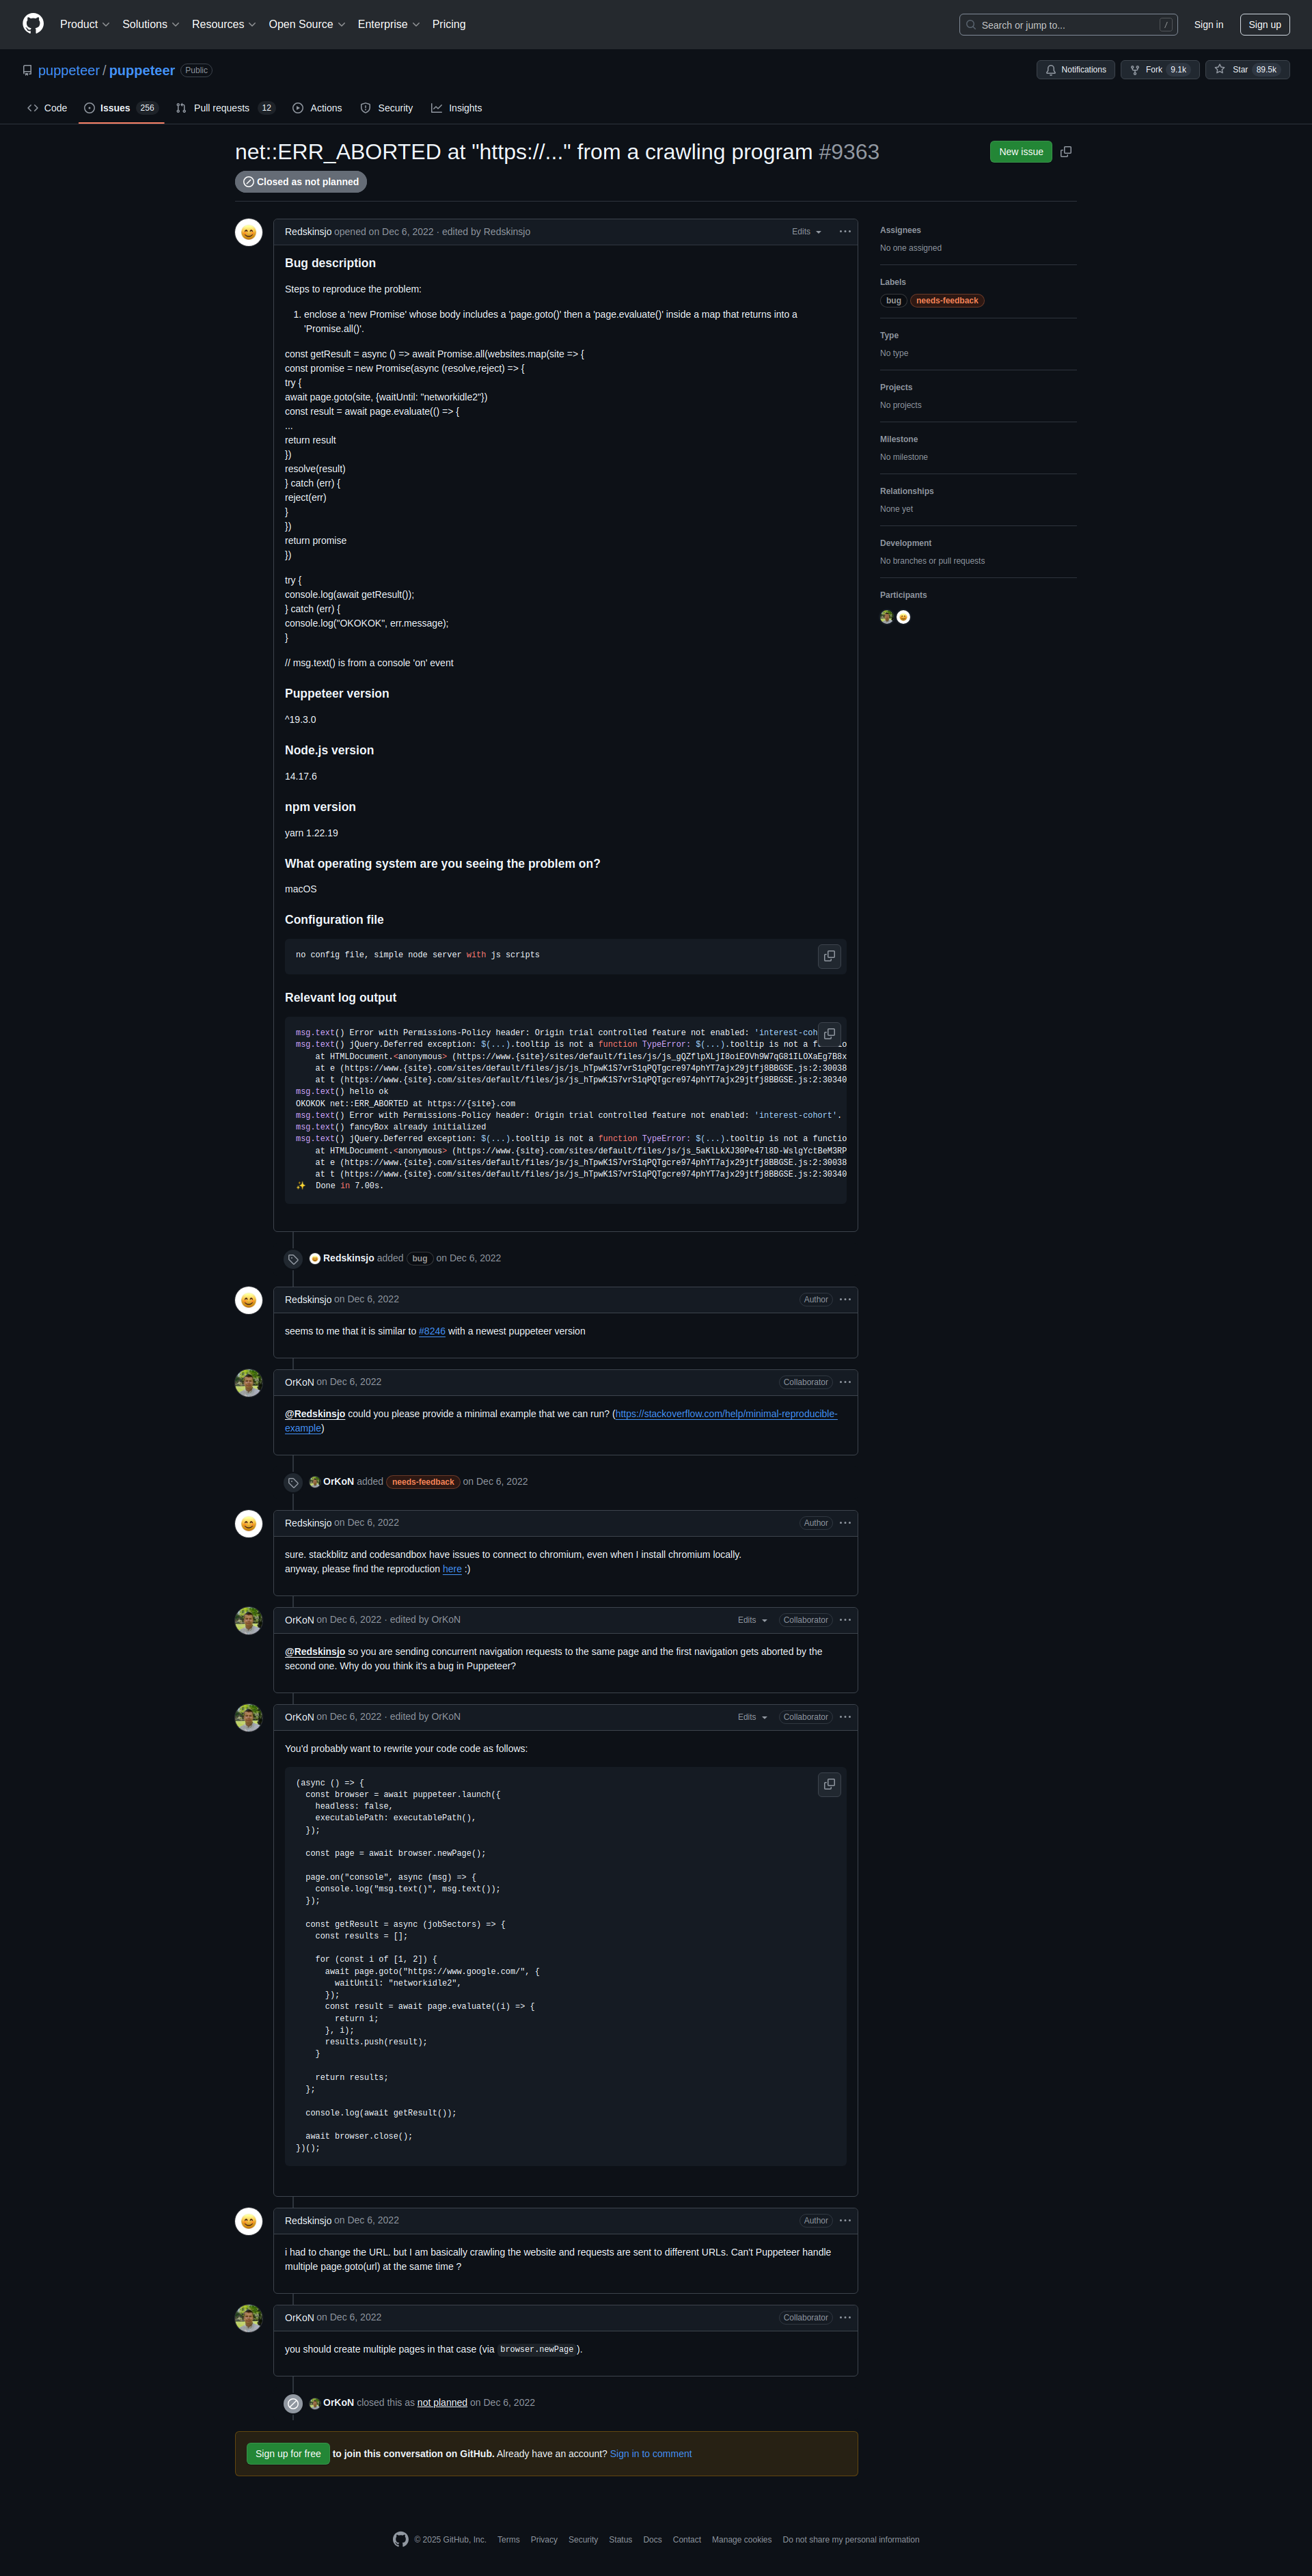 Product Solutions Resources Open Source Enterprise Pricing Search or jump to... / Sign in Sign up
puppeteer / puppeteer Public Notifications Fork 9.1k Star 89.5k
Code Issues 256 Pull requests 12 Actions Security Insights
net::ERR_ABORTED at "https://..." from a crawling program #9363 New issue
Closed as not planned
Redskinsjo opened on Dec 6, 2022 · edited by Redskinsjo Edits
Bug description
Steps to reproduce the problem:
1. enclose a 'new Promise' whose body includes a 'page.goto()' then a 'page.evaluate()' inside a map that returns into a
'Promise.all()'.
const getResult = async () => await Promise.all(websites.map(site => {
const promise = new Promise(async (resolve,reject) => {
try {
await page.goto(site, {waitUntil: "networkidle2"})
const result = await page.evaluate(() => {
...
return result
})
resolve(result)
} catch (err) {
reject(err)
}
})
return promise
})
try {
console.log(await getResult());
} catch (err) {
console.log("OKOKOK", err.message);
}
// msg.text() is from a console 'on' event
Puppeteer version
^19.3.0
Node.js version
14.17.6
npm version
yarn 1.22.19
What operating system are you seeing the problem on?
macOS
Configuration file
no config file, simple node server with js scripts
Relevant log output
msg.text() Error with Permissions-Policy header: Origin trial controlled feature not enabled: 'interest-coh
msg.text() jQuery.Deferred exception: $(...).tooltip is not a function TypeError: $(...).tooltip is not a
at HTMLDocument.<anonymous> (https://www.{site}/sites/default/files/js/js_gQZflpXLjI8oiEOVh9W7qG81ILOXaEg7B8x
at e (https://www.{site}.com/sites/default/files/js/js_hTpwK1S7vrS1qPQTgcre974phYT7ajx29jtfj8BBGSE.js:2:30038
at t (https://www.{site}.com/sites/default/files/js/js_hTpwK1S7vrS1qPQTgcre974phYT7ajx29jtfj8BBGSE.js:2:30340
msg.text() hello ok
OKOKOK net::ERR_ABORTED at https://{site}.com
msg.text() Error with Permissions-Policy header: Origin trial controlled feature not enabled: 'interest-cohort'.
msg.text() fancyBox already initialized
msg.text() jQuery.Deferred exception: $(...).tooltip is not a function TypeError: $(...).tooltip is not a functio
at HTMLDocument.<anonymous> (https://www.{site}.com/sites/default/files/js/js_5aKlLkXJ30Pe47l8D-WslgYctBeM3RP
at e (https://www.{site}.com/sites/default/files/js/js_hTpwK1S7vrS1qPQTgcre974phYT7ajx29jtfj8BBGSE.js:2:30038
at t (https://www.{site}.com/sites/default/files/js/js_hTpwK1S7vrS1qPQTgcre974phYT7ajx29jtfj8BBGSE.js:2:30340
✨ Done in 7.00s.
Redskinsjo added bug on Dec 6, 2022
Redskinsjo on Dec 6, 2022 Author
seems to me that it is similar to #8246 with a newest puppeteer version
OrKoN on Dec 6, 2022 Collaborator
@Redskinsjo could you please provide a minimal example that we can run? (https://stackoverflow.com/help/minimal-reproducible-
example)
OrKoN added needs-feedback on Dec 6, 2022
Redskinsjo on Dec 6, 2022 Author
sure. stackblitz and codesandbox have issues to connect to chromium, even when I install chromium locally.
anyway, please find the reproduction here :)
OrKoN on Dec 6, 2022 · edited by OrKoN Edits Collaborator
@Redskinsjo so you are sending concurrent navigation requests to the same page and the first navigation gets aborted by the
second one. Why do you think it's a bug in Puppeteer?
OrKoN on Dec 6, 2022 · edited by OrKoN Edits Collaborator
You'd probably want to rewrite your code code as follows:
(async () => {
const browser = await puppeteer.launch({
headless: false,
executablePath: executablePath(),
});
const page = await browser.newPage();
page.on("console", async (msg) => {
console.log("msg.text()", msg.text());
});
const getResult = async (jobSectors) => {
const results = [];
for (const i of [1, 2]) {
await page.goto("https://www.google.com/", {
waitUntil: "networkidle2",
});
const result = await page.evaluate((i) => {
return i;
}, i);
results.push(result);
}
return results;
};
console.log(await getResult());
await browser.close();
})();
Redskinsjo on Dec 6, 2022 Author
i had to change the URL. but I am basically crawling the website and requests are sent to different URLs. Can't Puppeteer handle
multiple page.goto(url) at the same time ?
OrKoN on Dec 6, 2022 Collaborator
you should create multiple pages in that case (via browser.newPage).
OrKoN closed this as not planned on Dec 6, 2022
Sign up for free to join this conversation on GitHub. Already have an account? Sign in to comment
Assignees
No one assigned
Labels
bug needs-feedback
Type
No type
Projects
No projects
Milestone
No milestone
Relationships
None yet
Development
No branches or pull requests
Participants
© 2025 GitHub, Inc. Terms Privacy Security Status Docs Contact Manage cookies Do not share my personal information